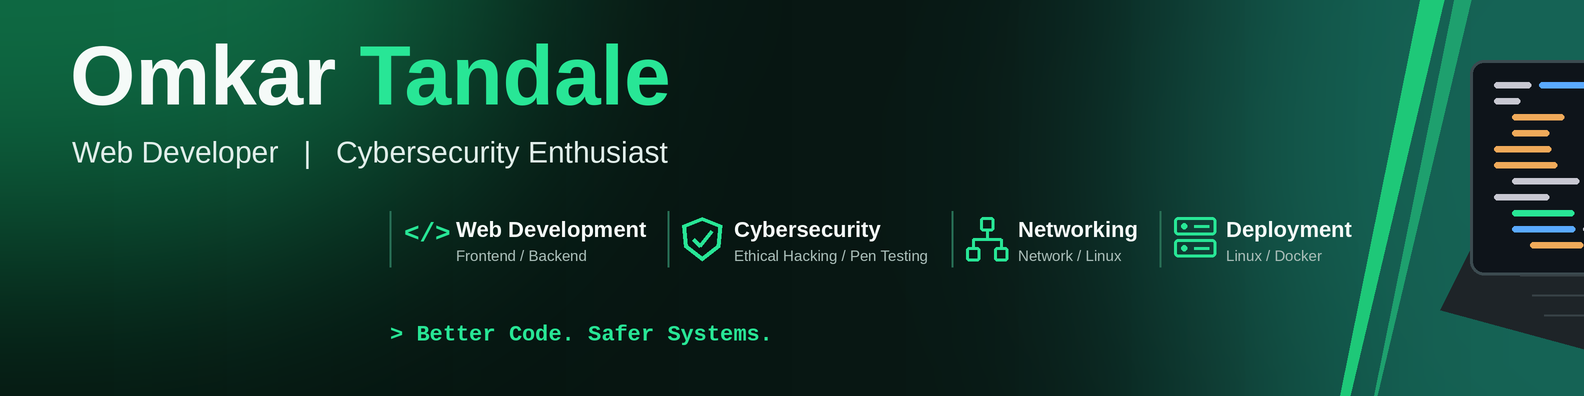 Omkar Tandale
Web Developer | Cybersecurity Enthusiast
</> Web Development
Frontend / Backend
Cybersecurity
Ethical Hacking / Pen Testing
Networking
Network / Linux
Deployment
Linux / Docker
> Better Code. Safer Systems.